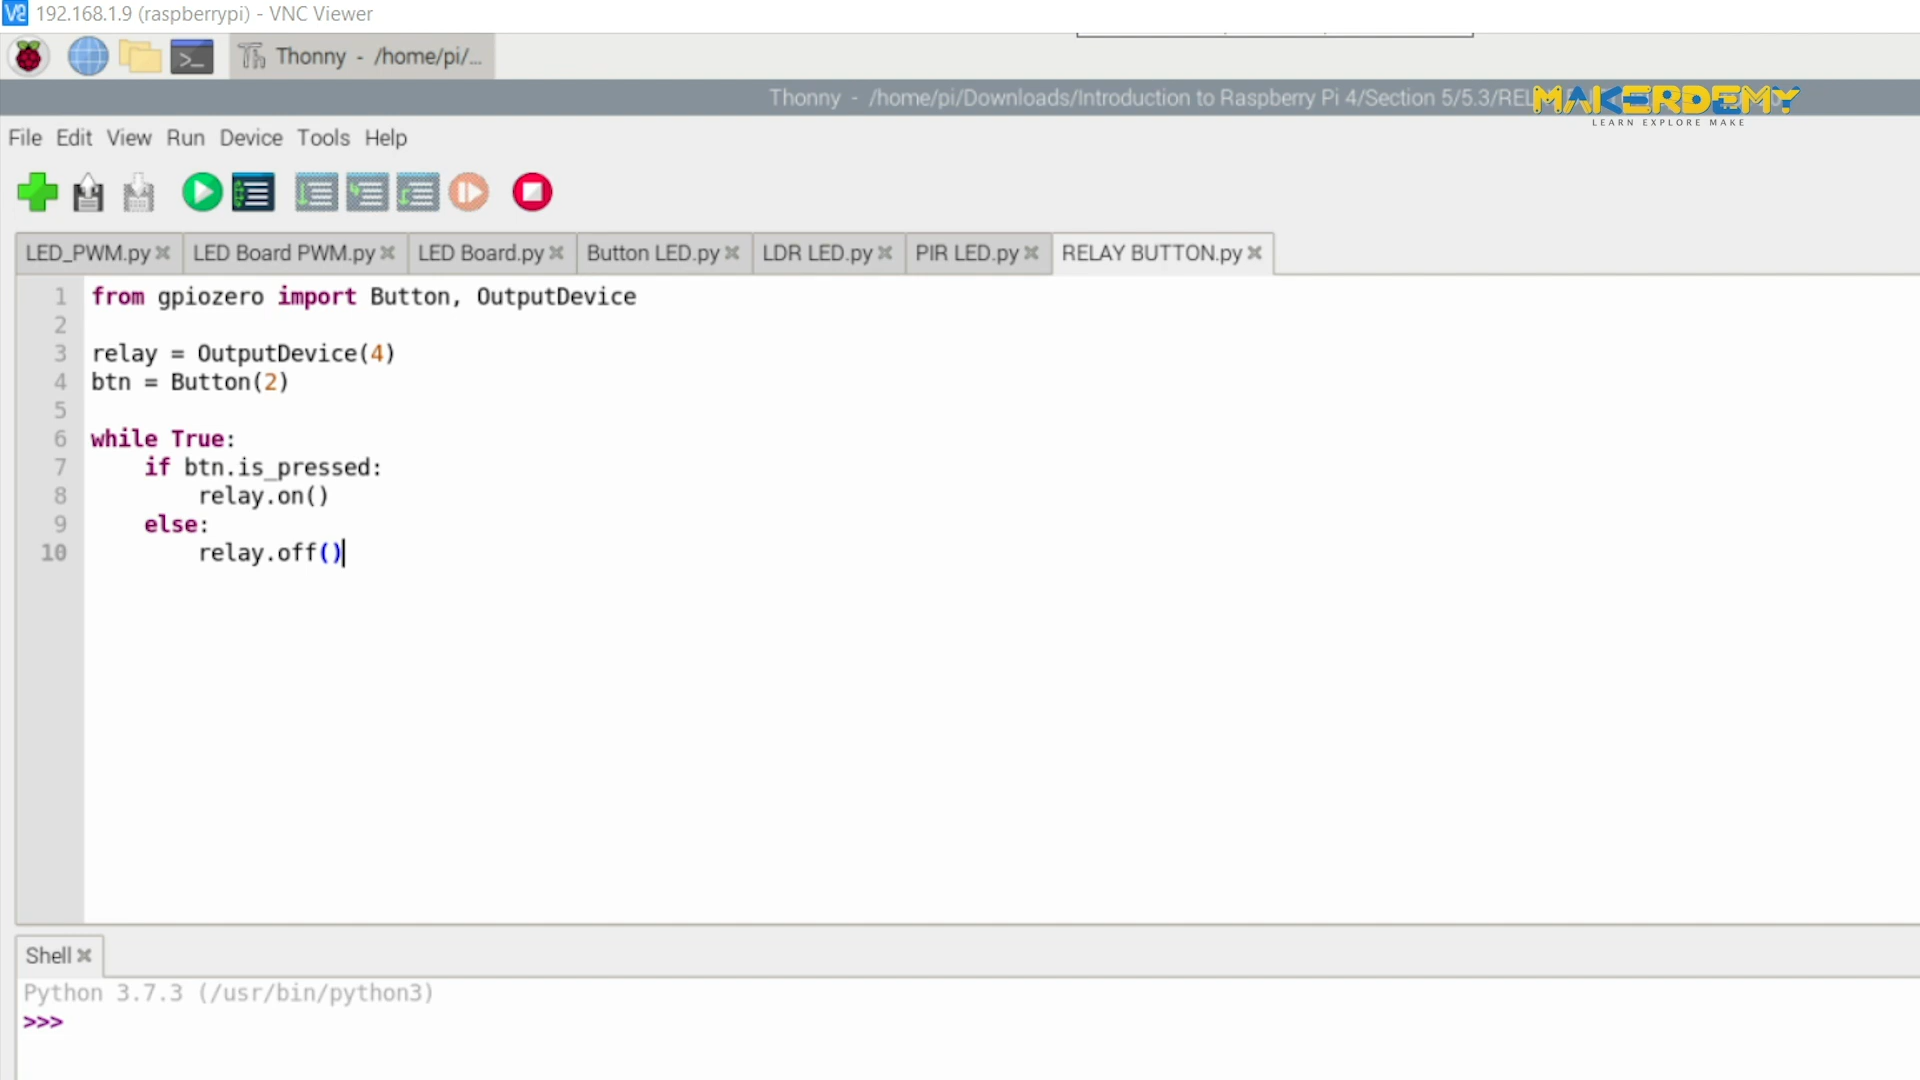 192.168.1.9 (raspberrypi) - VNC Viewer
Thonny - /home/pi/...
Thonny - /home/pi/Downloads/Introduction to Raspberry Pi 4/Section 5/5.3/REL
MAKERDEMY
LEARN EXPLORE MAKE
File Edit View Run Device Tools Help
LED_PWM.py LED Board PWM.py LED Board.py Button LED.py LDR LED.py PIR LED.py RELAY BUTTON.py
1 from gpiozero import Button, OutputDevice
2
3 relay = OutputDevice(4)
4 btn = Button(2)
5
6 while True:
7     if btn.is_pressed:
8         relay.on()
9     else:
10         relay.off()
Shell
Python 3.7.3 (/usr/bin/python3)
>>>